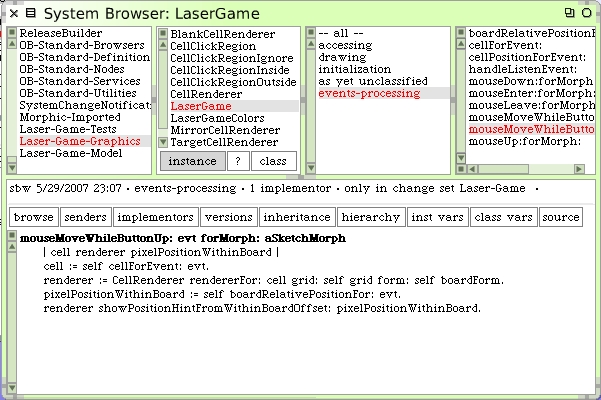 System Browser: LaserGame
ReleaseBuilder
OB-Standard-Browsers
OB-Standard-Definition
OB-Standard-Nodes
OB-Standard-Services
OB-Standard-Utilities
SystemChangeNotificat
Morphic-Imported
Laser-Game-Tests
Laser-Game-Graphics
Laser-Game-Model
BlankCellRenderer
CellClickRegion
CellClickRegionIgnore
CellClickRegionInside
CellClickRegionOutside
CellRenderer
LaserGame
LaserGameColors
MirrorCellRenderer
TargetCellRenderer
instance ? class
-- all --
accessing
drawing
initialization
as yet unclassified
events-processing
boardRelativePositionF
cellForEvent:
cellPositionForEvent:
handleListenEvent:
mouseDown:forMorph:
mouseEnter:forMorph:
mouseLeave:forMorph:
mouseMoveWhileButto
mouseMoveWhileButto
mouseUp:forMorph:
sbw 5/29/2007 23:07 · events-processing · 1 implementor · only in change set Laser-Game ·
browse senders implementors versions inheritance hierarchy inst vars class vars source
mouseMoveWhileButtonUp: evt forMorph: aSketchMorph
| cell renderer pixelPositionWithinBoard |
cell := self cellForEvent: evt.
renderer := CellRenderer rendererFor: cell grid: self grid form: self boardForm.
pixelPositionWithinBoard := self boardRelativePositionFor: evt.
renderer showPositionHintFromWithinBoardOffset: pixelPositionWithinBoard.